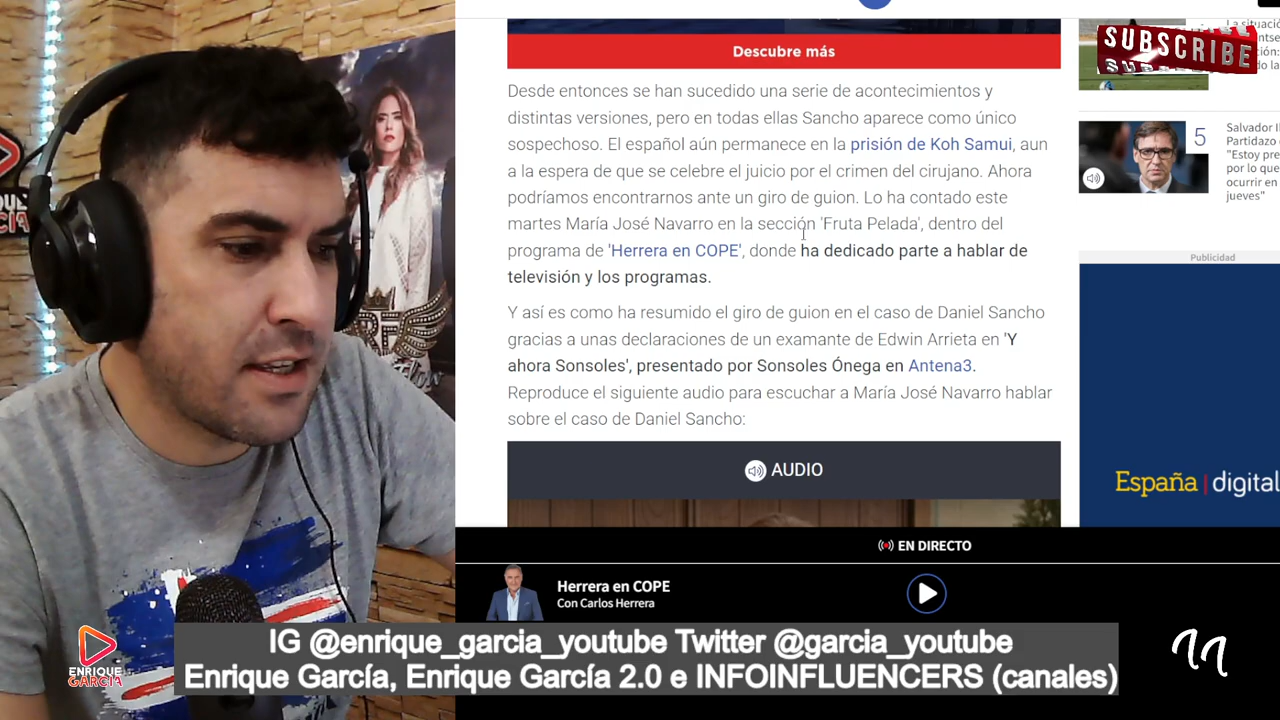 Descubre más
SUBSCRIBE
Desde entonces se han sucedido una serie de acontecimientos y
distintas versiones, pero en todas ellas Sancho aparece como único
sospechoso. El español aún permanece en la prisión de Koh Samui, aun
a la espera de que se celebre el juicio por el crimen del cirujano. Ahora
podríamos encontrarnos ante un giro de guion. Lo ha contado este
martes María José Navarro en la sección 'Fruta Pelada', dentro del
programa de 'Herrera en COPE', donde ha dedicado parte a hablar de
televisión y los programas.
Y así es como ha resumido el giro de guion en el caso de Daniel Sancho
gracias a unas declaraciones de un examante de Edwin Arrieta en 'Y
ahora Sonsoles', presentado por Sonsoles Ónega en Antena3.
Reproduce el siguiente audio para escuchar a María José Navarro hablar
sobre el caso de Daniel Sancho:
AUDIO
5
Salvador Il
Partidazo
"Estoy pre
por lo que
ocurrir en
jueves"
Publicidad
España | digital
EN DIRECTO
Herrera en COPE
Con Carlos Herrera
IG @enrique_garcia_youtube Twitter @garcia_youtube
Enrique García, Enrique García 2.0 e INFOINFLUENCERS (canales)
ENRIQUE
GARCÍA